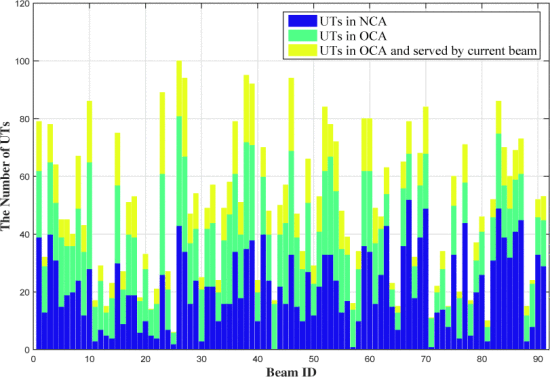 120
100
80
60
40
20
0
The Number of UTs
UTs in NCA
UTs in OCA
UTs in OCA and served by current beam
0 10 20 30 40 50 60 70 80 90
Beam ID